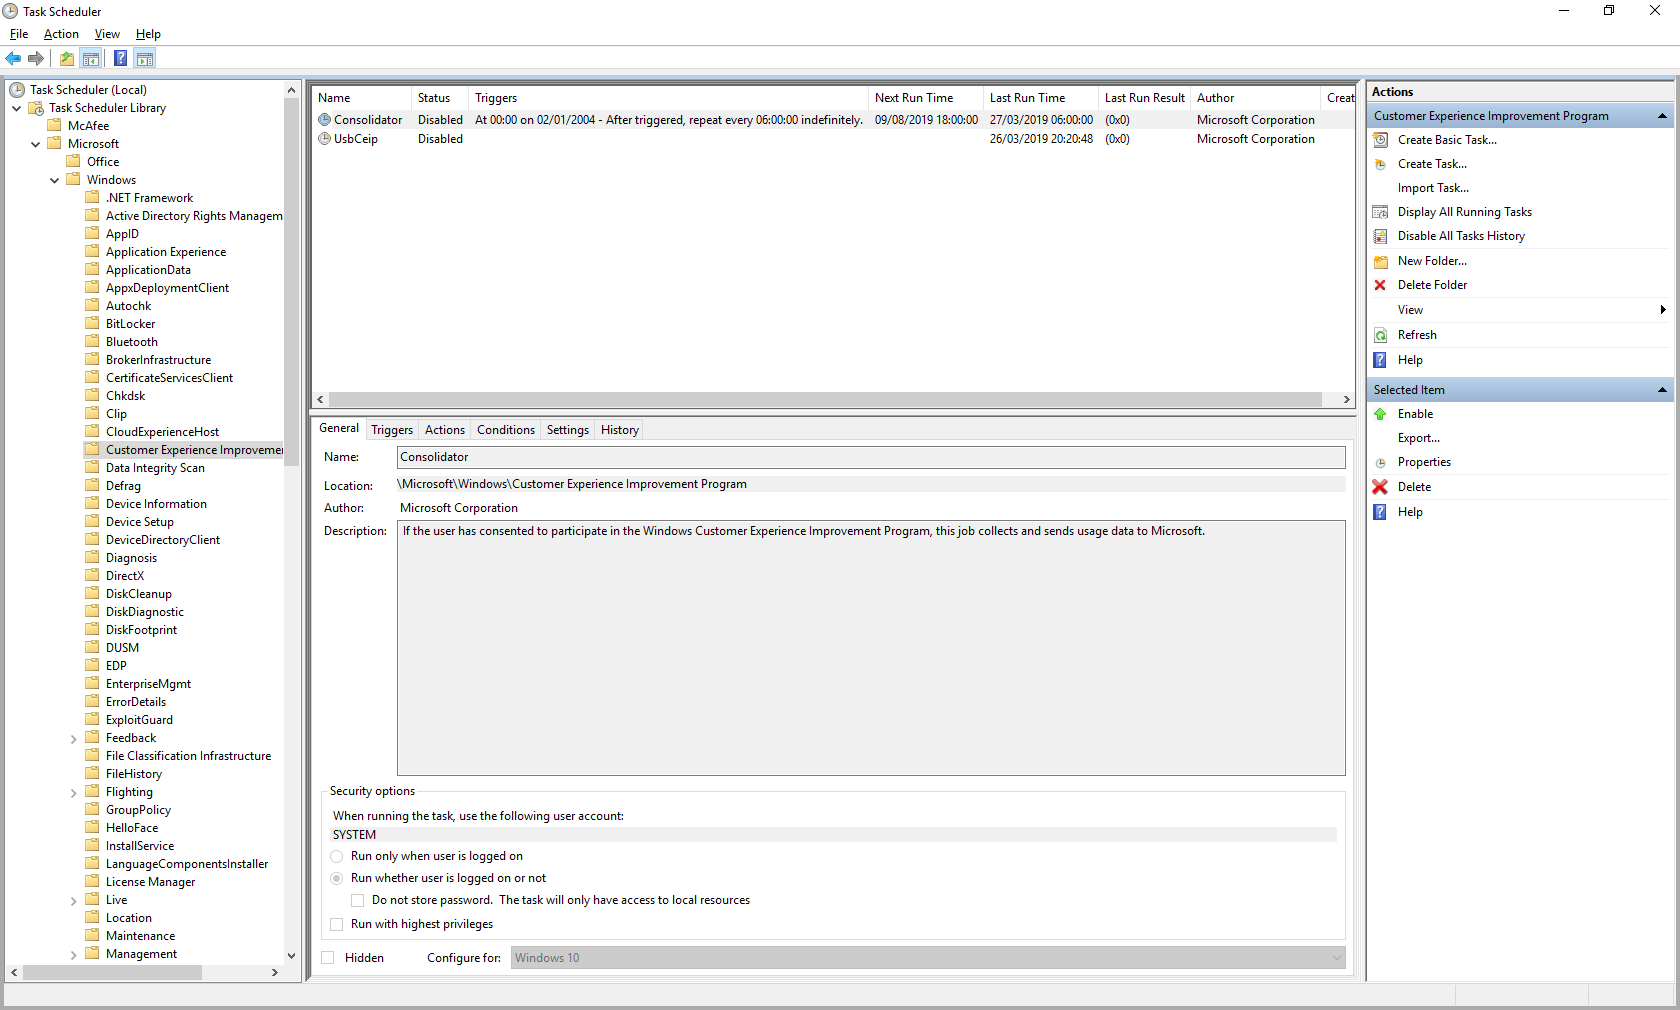 Task Scheduler
File Action View Help
Task Scheduler (Local)
Task Scheduler Library
McAfee
Microsoft
Office
Windows
.NET Framework
Active Directory Rights Managem
AppID
Application Experience
ApplicationData
AppxDeploymentClient
Autochk
BitLocker
Bluetooth
BrokerInfrastructure
CertificateServicesClient
Chkdsk
Clip
CloudExperienceHost
Customer Experience Improvemen
Data Integrity Scan
Defrag
Device Information
Device Setup
DeviceDirectoryClient
Diagnosis
DirectX
DiskCleanup
DiskDiagnostic
DiskFootprint
DUSM
EDP
EnterpriseMgmt
ErrorDetails
ExploitGuard
Feedback
File Classification Infrastructure
FileHistory
Flighting
GroupPolicy
HelloFace
InstallService
LanguageComponentsInstaller
License Manager
Live
Location
Maintenance
Management
Name Status Triggers Next Run Time Last Run Time Last Run Result Author Creat
Consolidator Disabled At 00:00 on 02/01/2004 - After triggered, repeat every 06:00:00 indefinitely. 09/08/2019 18:00:00 27/03/2019 06:00:00 (0x0) Microsoft Corporation
UsbCeip Disabled 26/03/2019 20:20:48 (0x0) Microsoft Corporation
General Triggers Actions Conditions Settings History
Name: Consolidator
Location: \Microsoft\Windows\Customer Experience Improvement Program
Author: Microsoft Corporation
Description: If the user has consented to participate in the Windows Customer Experience Improvement Program, this job collects and sends usage data to Microsoft.
Security options
When running the task, use the following user account:
SYSTEM
Run only when user is logged on
Run whether user is logged on or not
Do not store password. The task will only have access to local resources
Run with highest privileges
Hidden Configure for: Windows 10
Actions
Customer Experience Improvement Program
Create Basic Task...
Create Task...
Import Task...
Display All Running Tasks
Disable All Tasks History
New Folder...
Delete Folder
View
Refresh
Help
Selected Item
Enable
Export...
Properties
Delete
Help